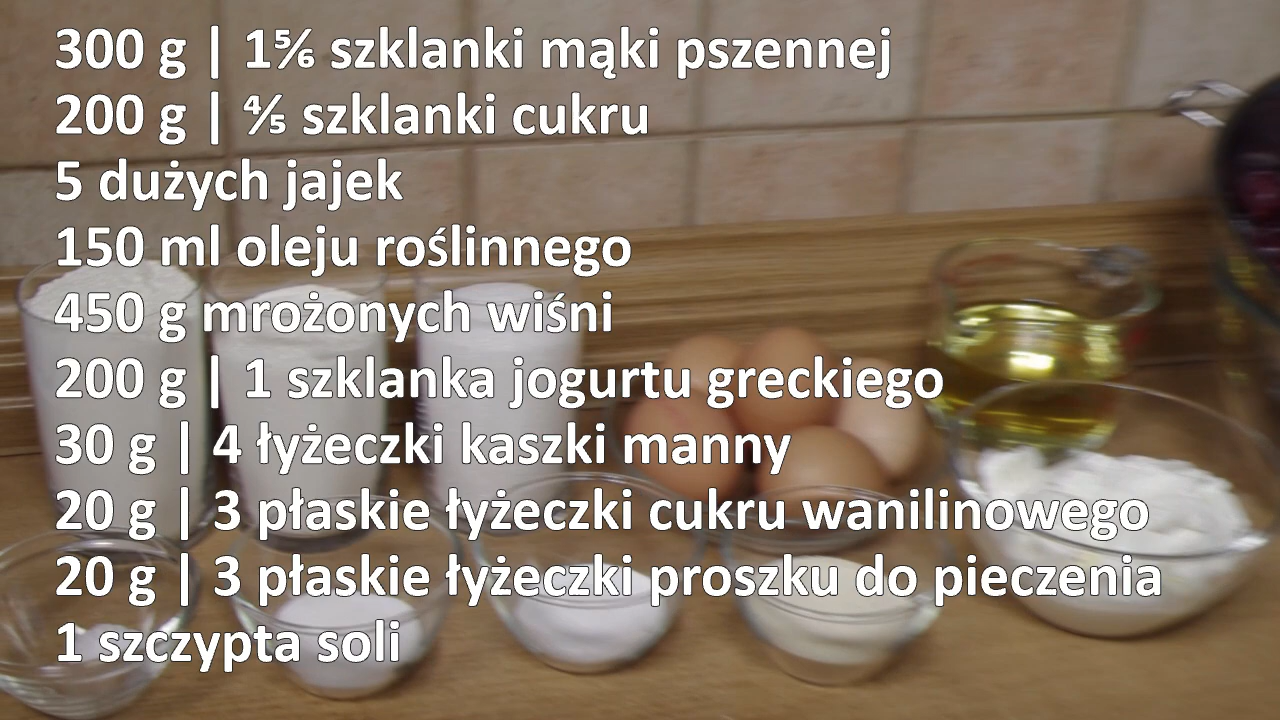 300 g | 1⅚ szklanki mąki pszennej
200 g | ⅘ szklanki cukru
5 dużych jajek
150 ml oleju roślinnego
450 g mrożonych wiśni
200 g | 1 szklanka jogurtu greckiego
30 g | 4 łyżeczki kaszki manny
20 g | 3 płaskie łyżeczki cukru wanilinowego
20 g | 3 płaskie łyżeczki proszku do pieczenia
1 szczypta soli